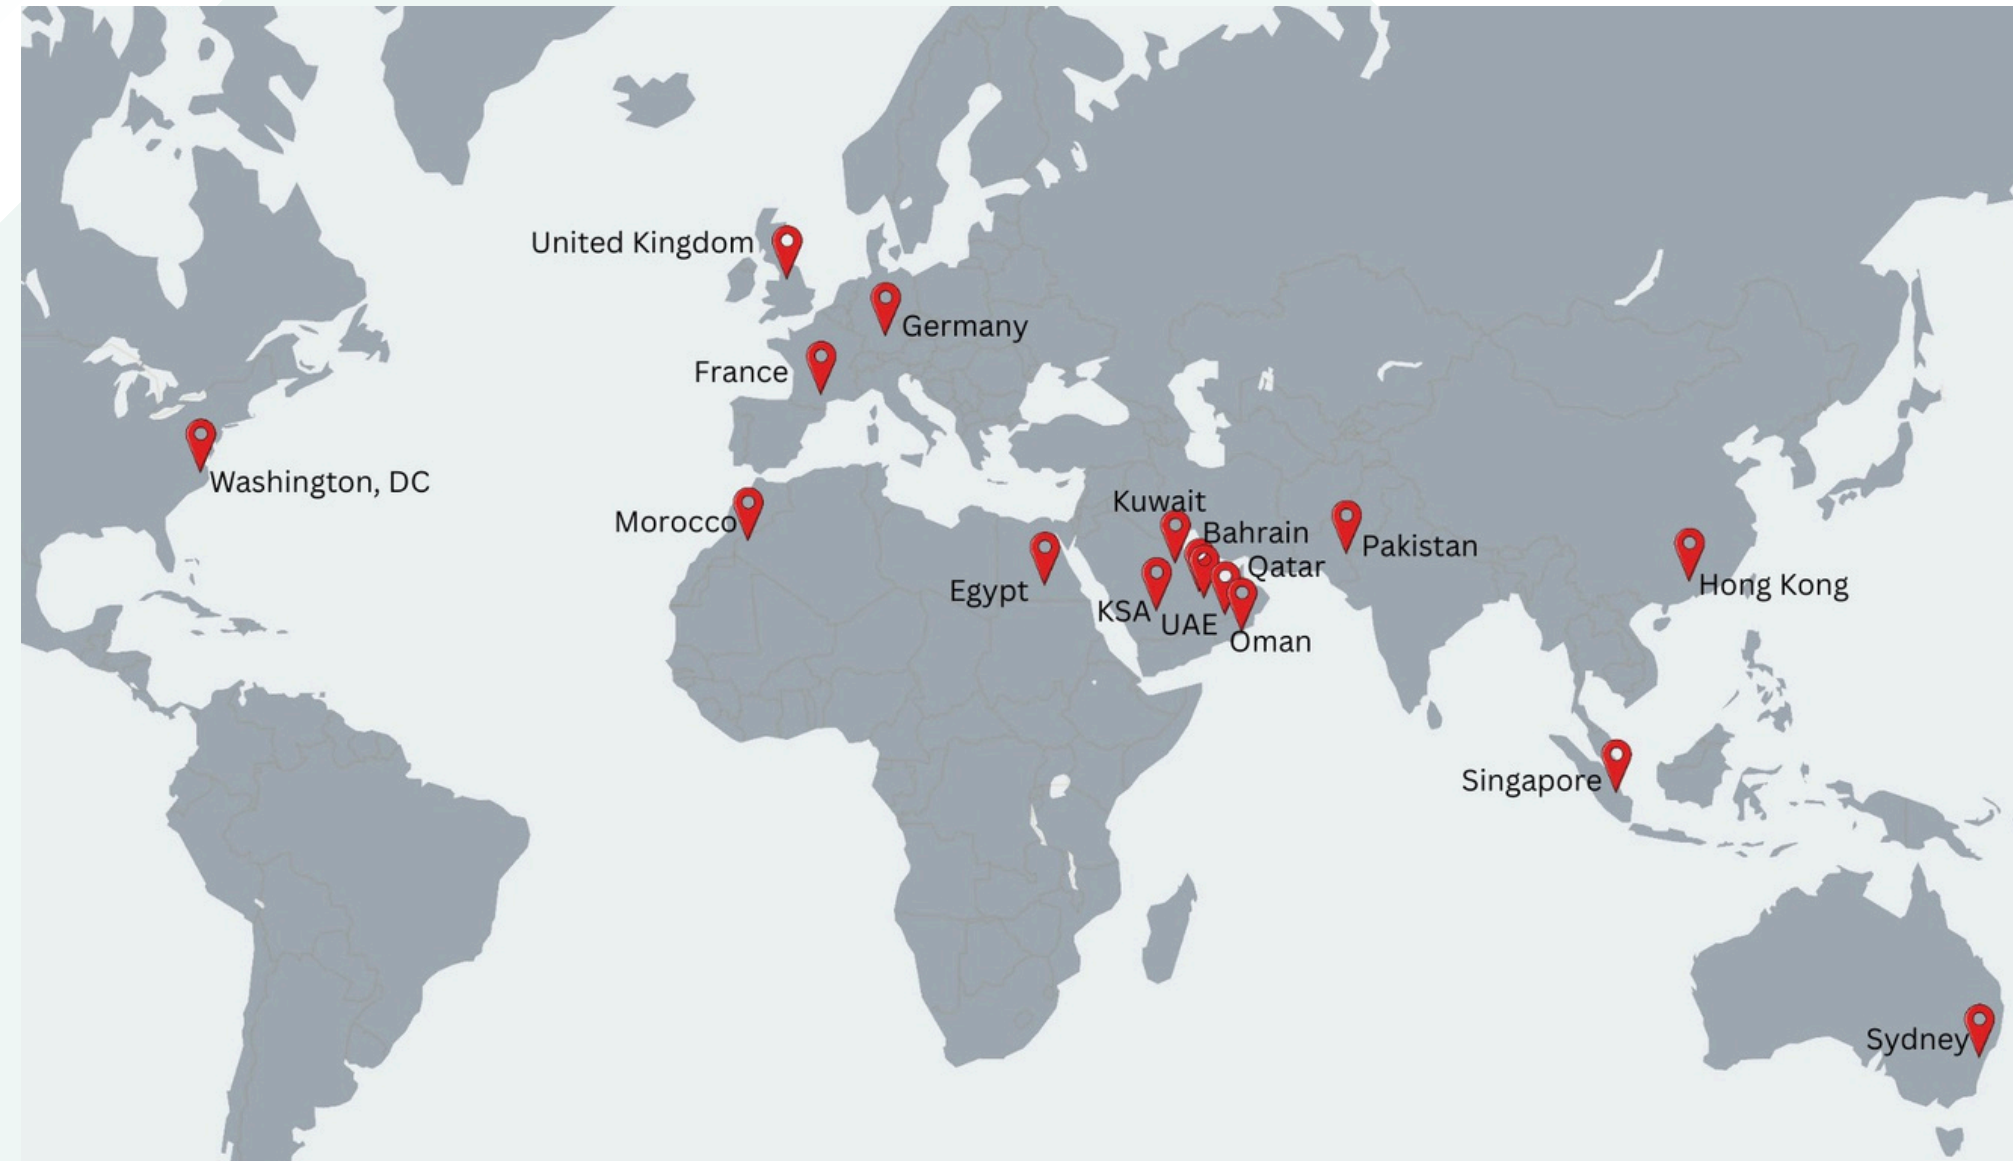 United Kingdom
Germany
France
Washington, DC
Morocco
Kuwait
Bahrain
Pakistan
Qatar
Egypt
Hong Kong
KSA
UAE
Oman
Singapore
Sydney